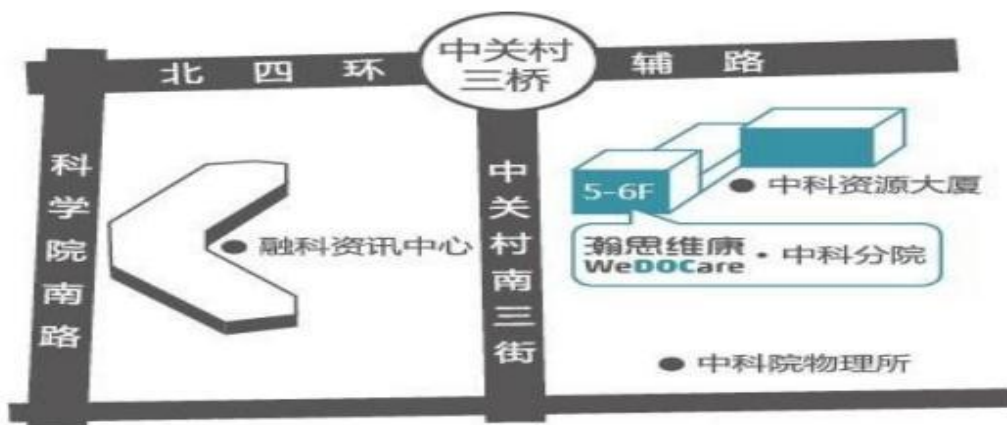 北四环
中关村
三桥
辅路
科学院南路
融科资讯中心
中关村南三街
5-6F
中科资源大厦
瀚思维康
WeDOCare
·中科分院
中科院物理所